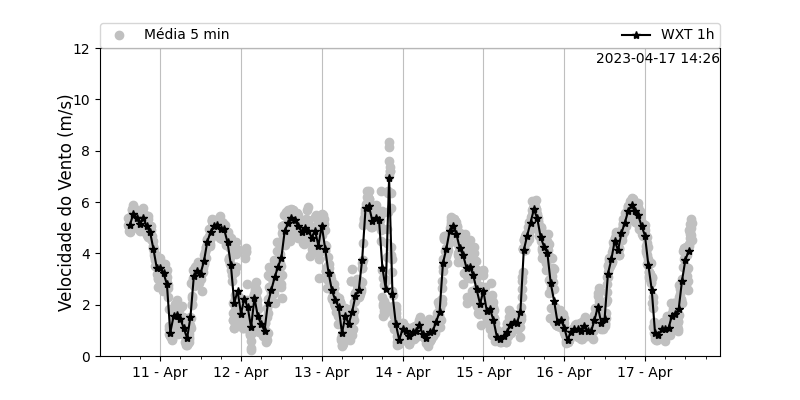 Média 5 min
WXT 1h
2023-04-17 14:26
Velocidade do Vento (m/s)
12
10
8
6
4
2
0
11 - Apr
12 - Apr
13 - Apr
14 - Apr
15 - Apr
16 - Apr
17 - Apr